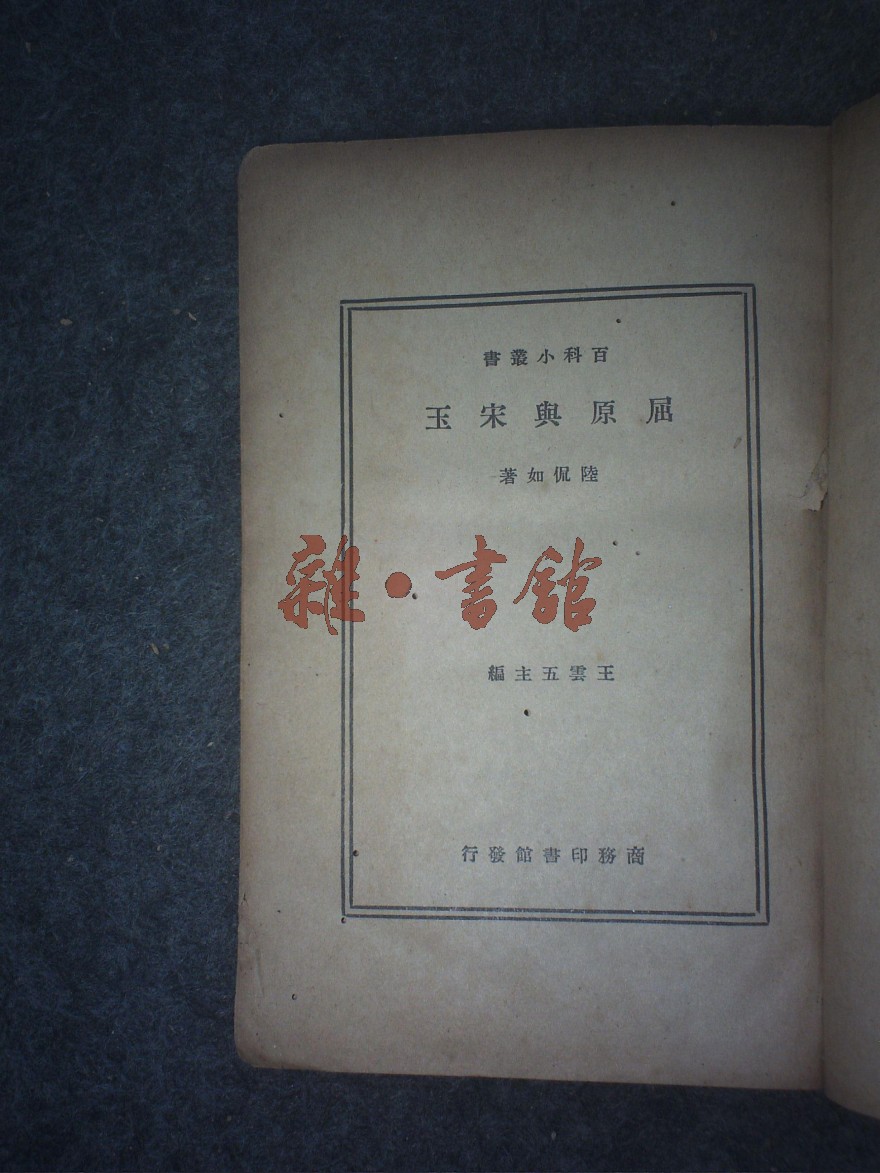 百科小叢書
屈原與宋玉
陸侃如著
雜•書館
王雲五主編
商務印書館發行